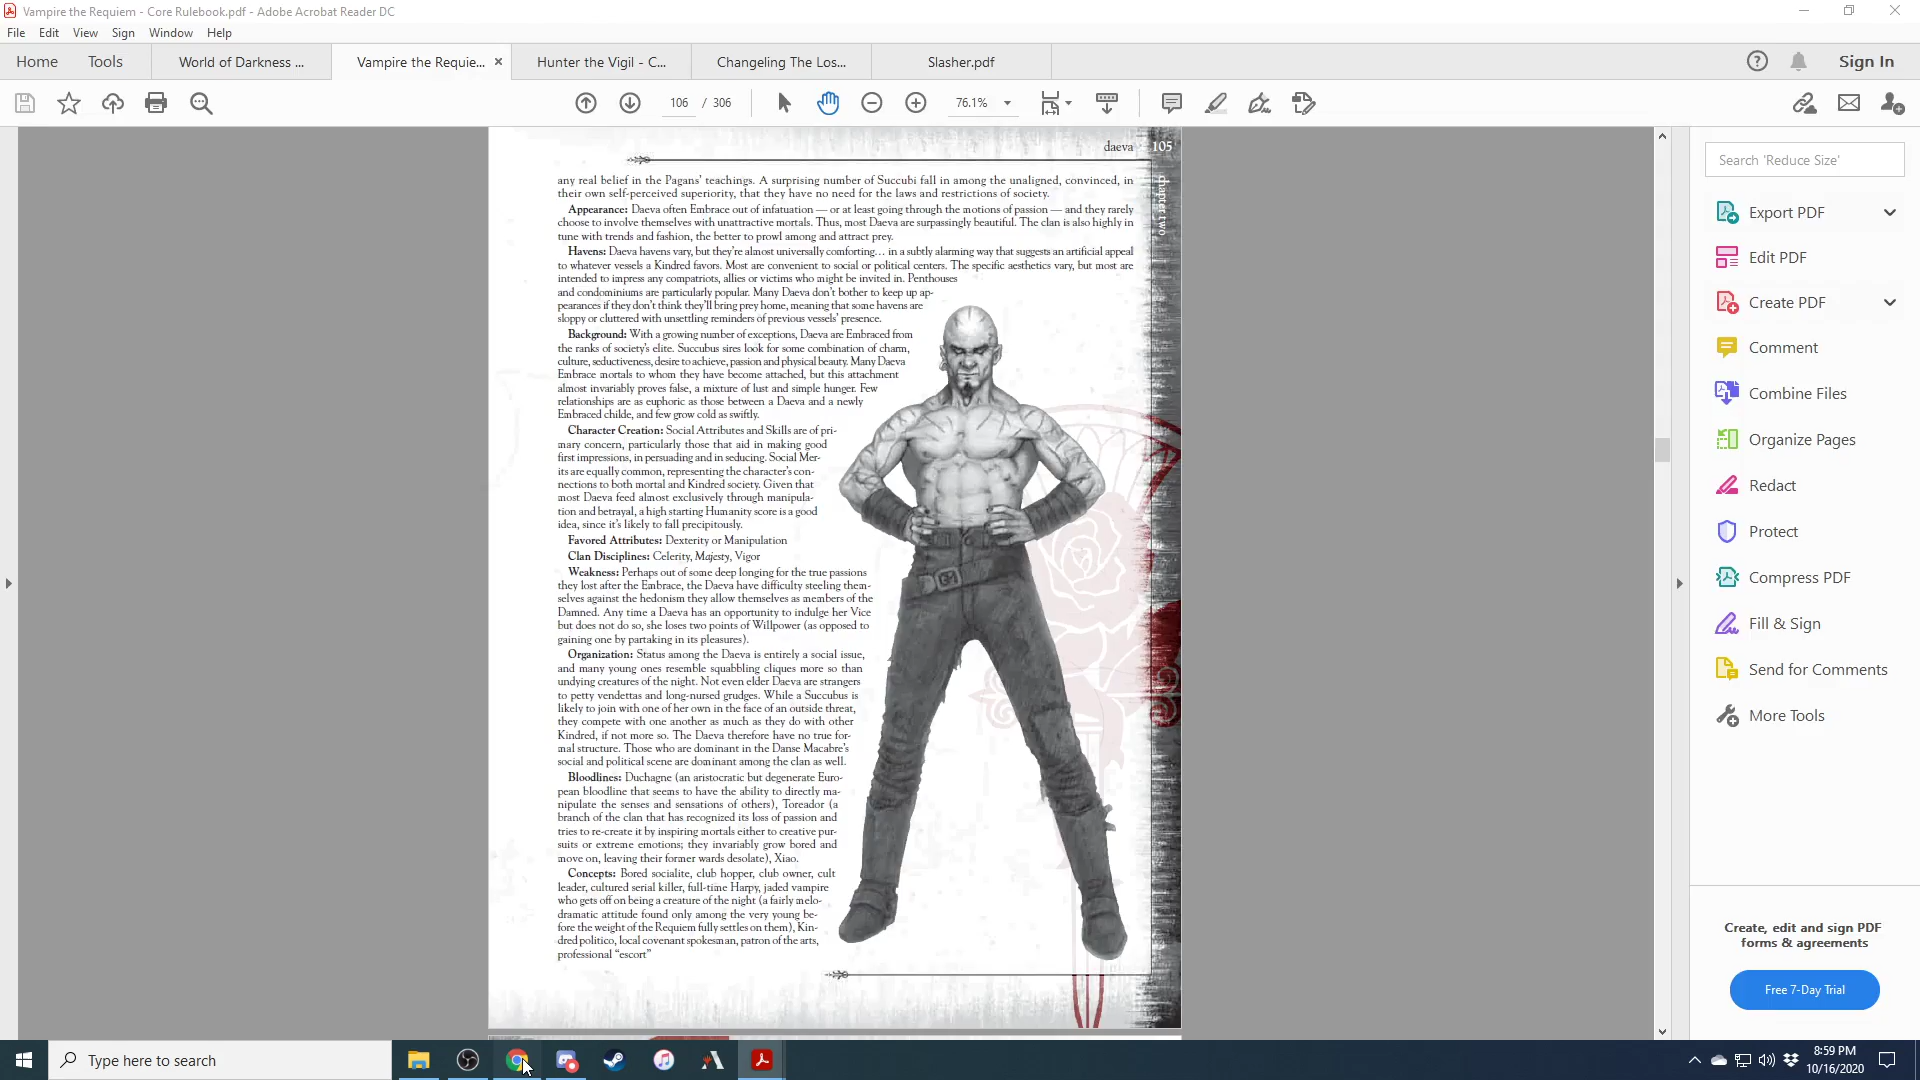 Vampire the Requiem - Core Rulebook.pdf - Adobe Acrobat Reader DC
File Edit View Sign Window Help
Home Tools World of Darkness ... Vampire the Requie... Hunter the Vigil - C... Changeling The Los... Slasher.pdf Sign In
106 / 306 76.1%
daeva 105
chapter two
any real belief in the Pagans' teachings. A surprising number of Succubi fall in among the unaligned, convinced, in
their own self-perceived superiority, that they have no need for the laws and restrictions of society.
Appearance: Daeva often Embrace out of infatuation — or at least going through the motions of passion — and they rarely
choose to involve themselves with unattractive mortals. Thus, most Daeva are surpassingly beautiful. The clan is also highly in
tune with trends and fashion, the better to prowl among and attract prey.
Havens: Daeva havens vary, but they're almost universally comforting… in a subtly alarming way that suggests an artificial appeal
to whatever vessels a Kindred favors. Most are convenient to social or political centers. The specific aesthetics vary, but most are
intended to impress any compatriots, allies or victims who might be invited in. Penthouses
and condominiums are particularly popular. Many Daeva don't bother to keep up ap-
pearances if they don't think they'll bring prey home, meaning that some havens are
sloppy or cluttered with unsettling reminders of previous vessels' presence.
Background: With a growing number of exceptions, Daeva are Embraced from
the ranks of society's elite. Succubus sires look for some combination of charm,
culture, seductiveness, desire to achieve, passion and physical beauty. Many Daeva
Embrace mortals to whom they have become attached, but this attachment
almost invariably proves false, a mixture of lust and simple hunger. Few
relationships are as euphoric as those between a Daeva and a newly
Embraced childe, and few grow cold as swiftly.
Character Creation: Social Attributes and Skills are of pri-
mary concern, particularly those that aid in making good
first impressions, in persuading and in seducing. Social Mer-
its are equally common, representing the character's con-
nections to both mortal and Kindred society. Given that
most Daeva feed almost exclusively through manipula-
tion and betrayal, a high starting Humanity score is a good
idea, since it's likely to fall precipitously.
Favored Attributes: Dexterity or Manipulation
Clan Disciplines: Celerity, Majesty, Vigor
Weakness: Perhaps out of some deep longing for the true passions
they lost after the Embrace, the Daeva have difficulty steeling them-
selves against the hedonism they allow themselves as members of the
Damned. Any time a Daeva has an opportunity to indulge her Vice
but does not do so, she loses two points of Willpower (as opposed to
gaining one by partaking in its pleasures).
Organization: Status among the Daeva is entirely a social issue,
and many young ones resemble squabbling cliques more so than
undying creatures of the night. Not even elder Daeva are strangers
to petty vendettas and long-nursed grudges. While a Succubus is
likely to join with one of her own in the face of an outside threat,
they compete with one another as much as they do with other
Kindred, if not more so. The Daeva therefore have no true for-
mal structure. Those who are dominant in the Danse Macabre's
social and political scene are dominant among the clan as well.
Bloodlines: Duchagne (an aristocratic but degenerate Euro-
pean bloodline that seems to have the ability to directly ma-
nipulate the senses and sensations of others), Toreador (a
branch of the clan that has recognized its loss of passion and
tries to re-create it by inspiring mortals either to creative pur-
suits or extreme emotions; they invariably grow bored and
move on, leaving their former wards desolate), Xiao.
Concepts: Bored socialite, club hopper, club owner, cult
leader, cultured serial killer, full-time Harpy, jaded vampire
who gets off on being a creature of the night (a fairly melo-
dramatic attitude found only among the very young be-
fore the weight of the Requiem fully settles on them), Kin-
dred politico, local covenant spokesman, patron of the arts,
professional "escort"
Search 'Reduce Size'
Export PDF
Edit PDF
Create PDF
Comment
Combine Files
Organize Pages
Redact
Protect
Compress PDF
Fill & Sign
Send for Comments
More Tools
Create, edit and sign PDF
forms & agreements
Free 7-Day Trial
Type here to search
8:59 PM
10/16/2020